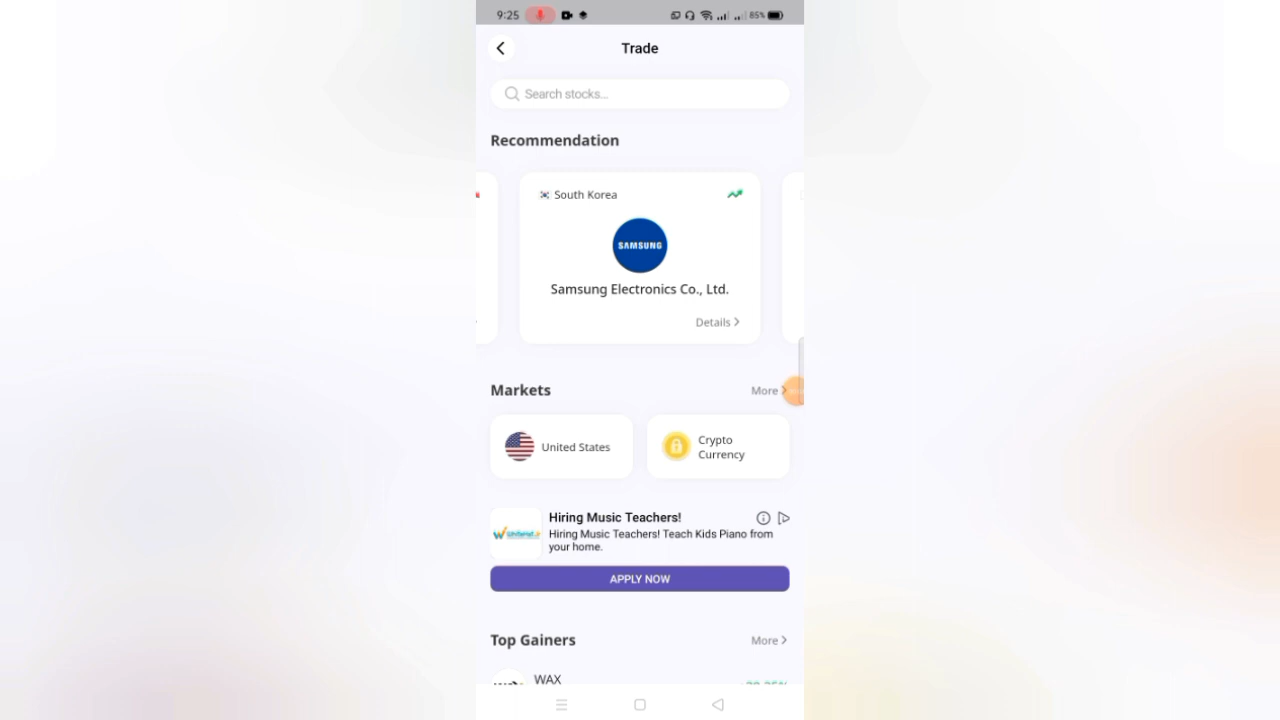 9:25
85%
Trade
Search stocks...
Recommendation
South Korea
SAMSUNG
Samsung Electronics Co., Ltd.
Details
Markets
More
United States
Crypto
Currency
Hiring Music Teachers!
WhiteHat Jr
Hiring Music Teachers! Teach Kids Piano from
your home.
APPLY NOW
Top Gainers
More
WAX